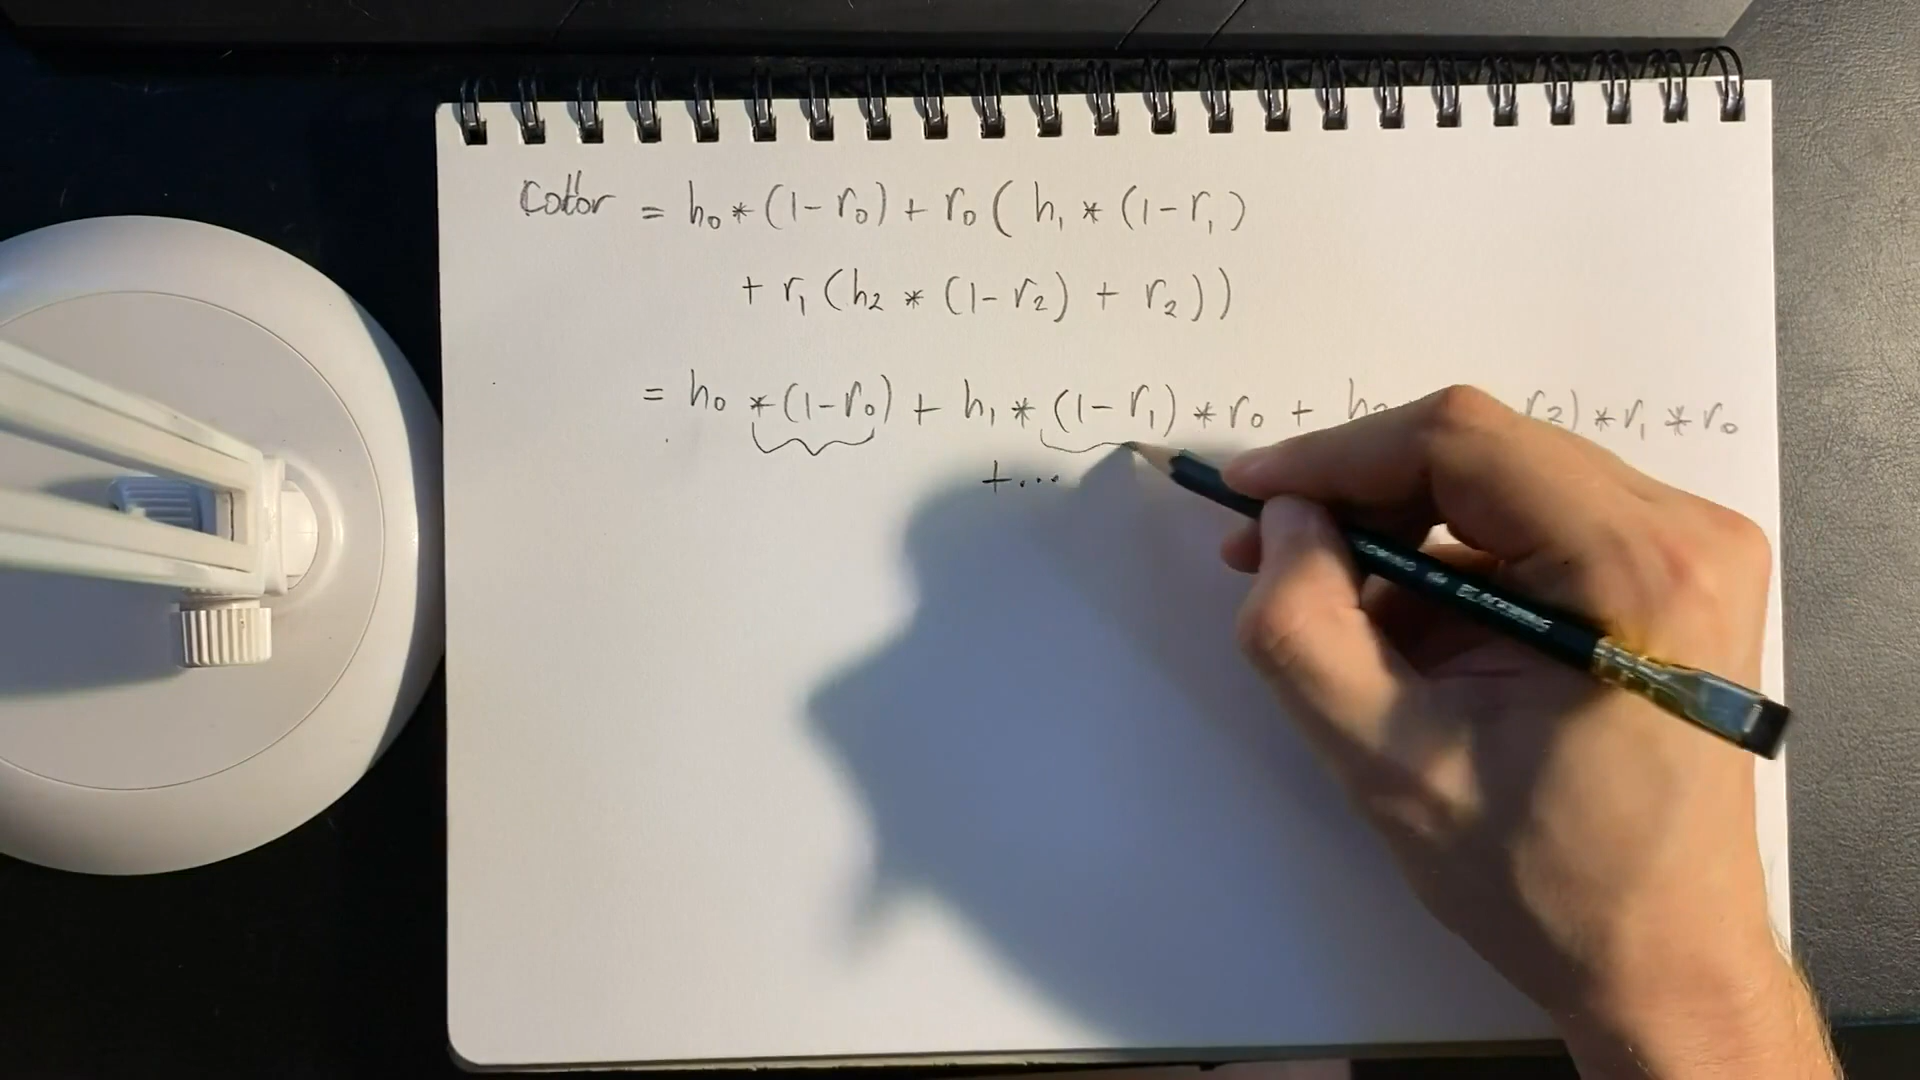 Color = h₀ * (1 - r₀) + r₀ ( h₁ * (1 - r₁)
+ r₁ (h₂ * (1 - r₂) + r₂))
= h₀ * (1 - r₀) + h₁ * (1 - r₁) * r₀ + h₂ r₂) * r₁ * r₀
+ ...
BLACKWING